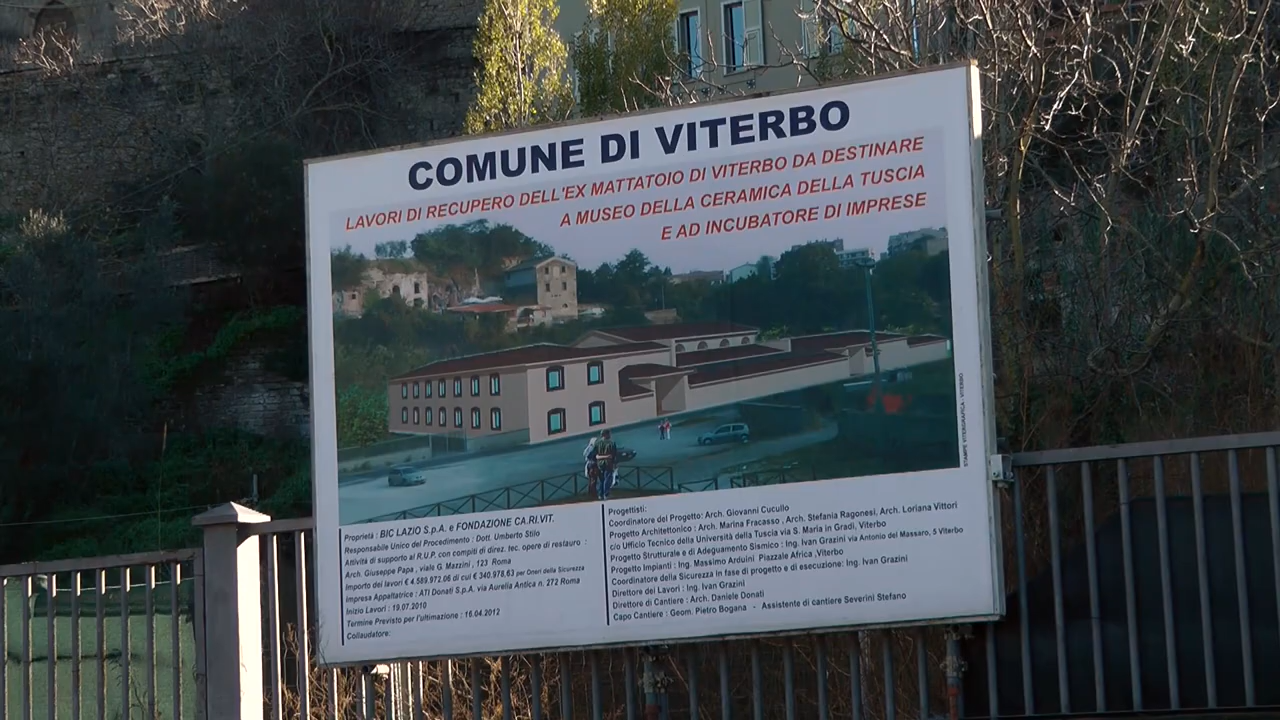 COMUNE DI VITERBO
LAVORI DI RECUPERO DELL'EX MATTATOIO DI VITERBO DA DESTINARE
A MUSEO DELLA CERAMICA DELLA TUSCIA
E AD INCUBATORE DI IMPRESE
STAMPE VITERGRAFICA - VITERBO
Proprietà : BIC LAZIO S.p.A. e FONDAZIONE CA.RI.VIT.
Responsabile Unico del Procedimento : Dott. Umberto Stilo
Attività di supporto al R.U.P. con compiti di direz. tec. opere di restauro :
Arch. Giuseppe Papa , viale G. Mazzini , 123 Roma
Importo dei lavori € 4.589.972,06 di cui € 340.978,63 per Oneri della Sicurezza
Impresa Appaltatrice : ATI Donati S.p.A. via Aurelia Antica n. 272 Roma
Inizio Lavori : 19.07.2010
Termine Previsto per l'ultimazione : 16.04.2012
Collaudatore:
Progettisti:
Coordinatore del Progetto: Arch. Giovanni Cucullo
Progetto Architettonico : Arch. Marina Fracasso , Arch. Stefania Ragonesi, Arch. Loriana Vittori
c/o Ufficio Tecnico della Università della Tuscia via S. Maria in Gradi, Viterbo
Progetto Strutturale e di Adeguamento Sismico : Ing. Ivan Grazini via Antonio del Massaro, 5 Viterbo
Progetto Impianti : Ing. Massimo Arduini Piazzale Africa ,Viterbo
Coordinatore della Sicurezza in fase di progetto e di esecuzione: Ing. Ivan Grazini
Direttore dei Lavori : Ing. Ivan Grazini
Direttore di Cantiere : Arch. Daniele Donati
Capo Cantiere : Geom. Pietro Bogana - Assistente di cantiere Severini Stefano